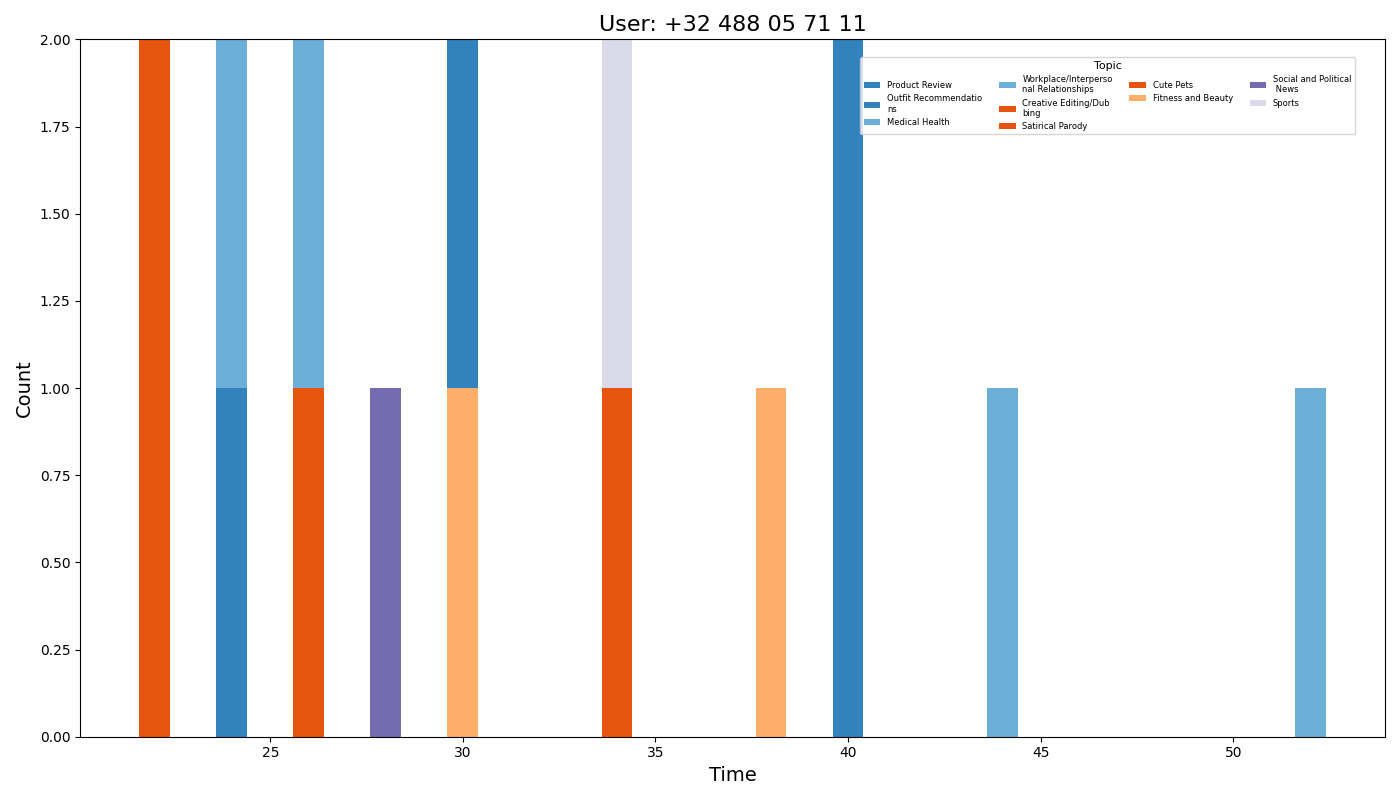 User: +32 488 05 71 11
2.00
1.75
1.50
1.25
1.00
0.75
0.50
0.25
0.00
Count
Topic
Product Review
Outfit Recommendatio
ns
Medical Health
Workplace/Interperso
nal Relationships
Creative Editing/Dub
bing
Satirical Parody
Cute Pets
Fitness and Beauty
Social and Political
News
Sports
25
30
35
40
45
50
Time